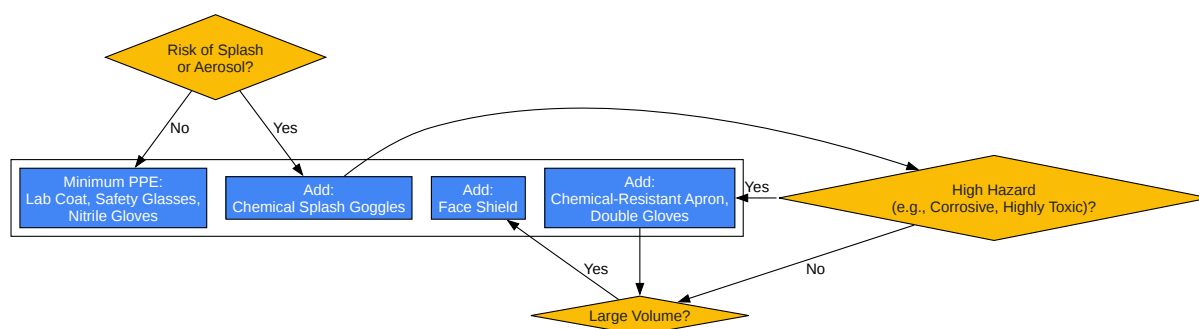 Risk of Splash
or Aerosol?
No
Yes
Minimum PPE:
Lab Coat, Safety Glasses,
Nitrile Gloves
Add:
Chemical Splash Goggles
Add:
Face Shield
Add:
Chemical-Resistant Apron,
Double Gloves
Yes
High Hazard
(e.g., Corrosive, Highly Toxic)?
Yes
No
Large Volume?